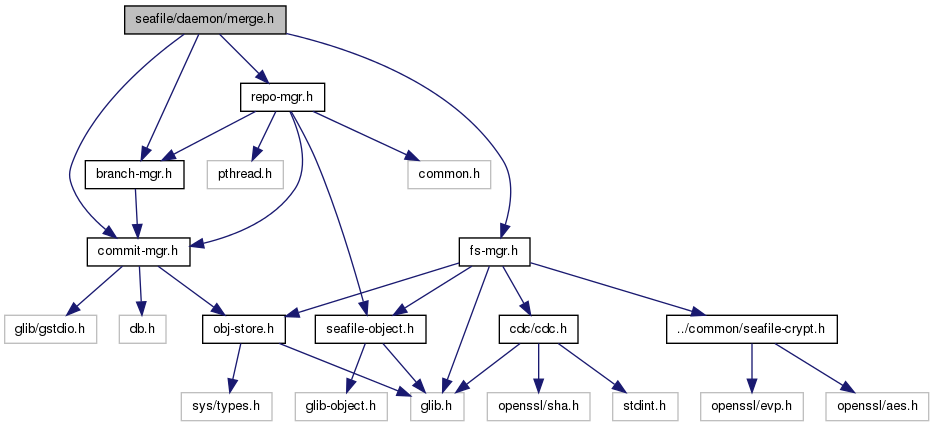 seafile/daemon/merge.h
repo-mgr.h
branch-mgr.h
pthread.h
common.h
commit-mgr.h
fs-mgr.h
glib/gstdio.h
db.h
obj-store.h
seafile-object.h
cdc/cdc.h
../common/seafile-crypt.h
sys/types.h
glib-object.h
glib.h
openssl/sha.h
stdint.h
openssl/evp.h
openssl/aes.h